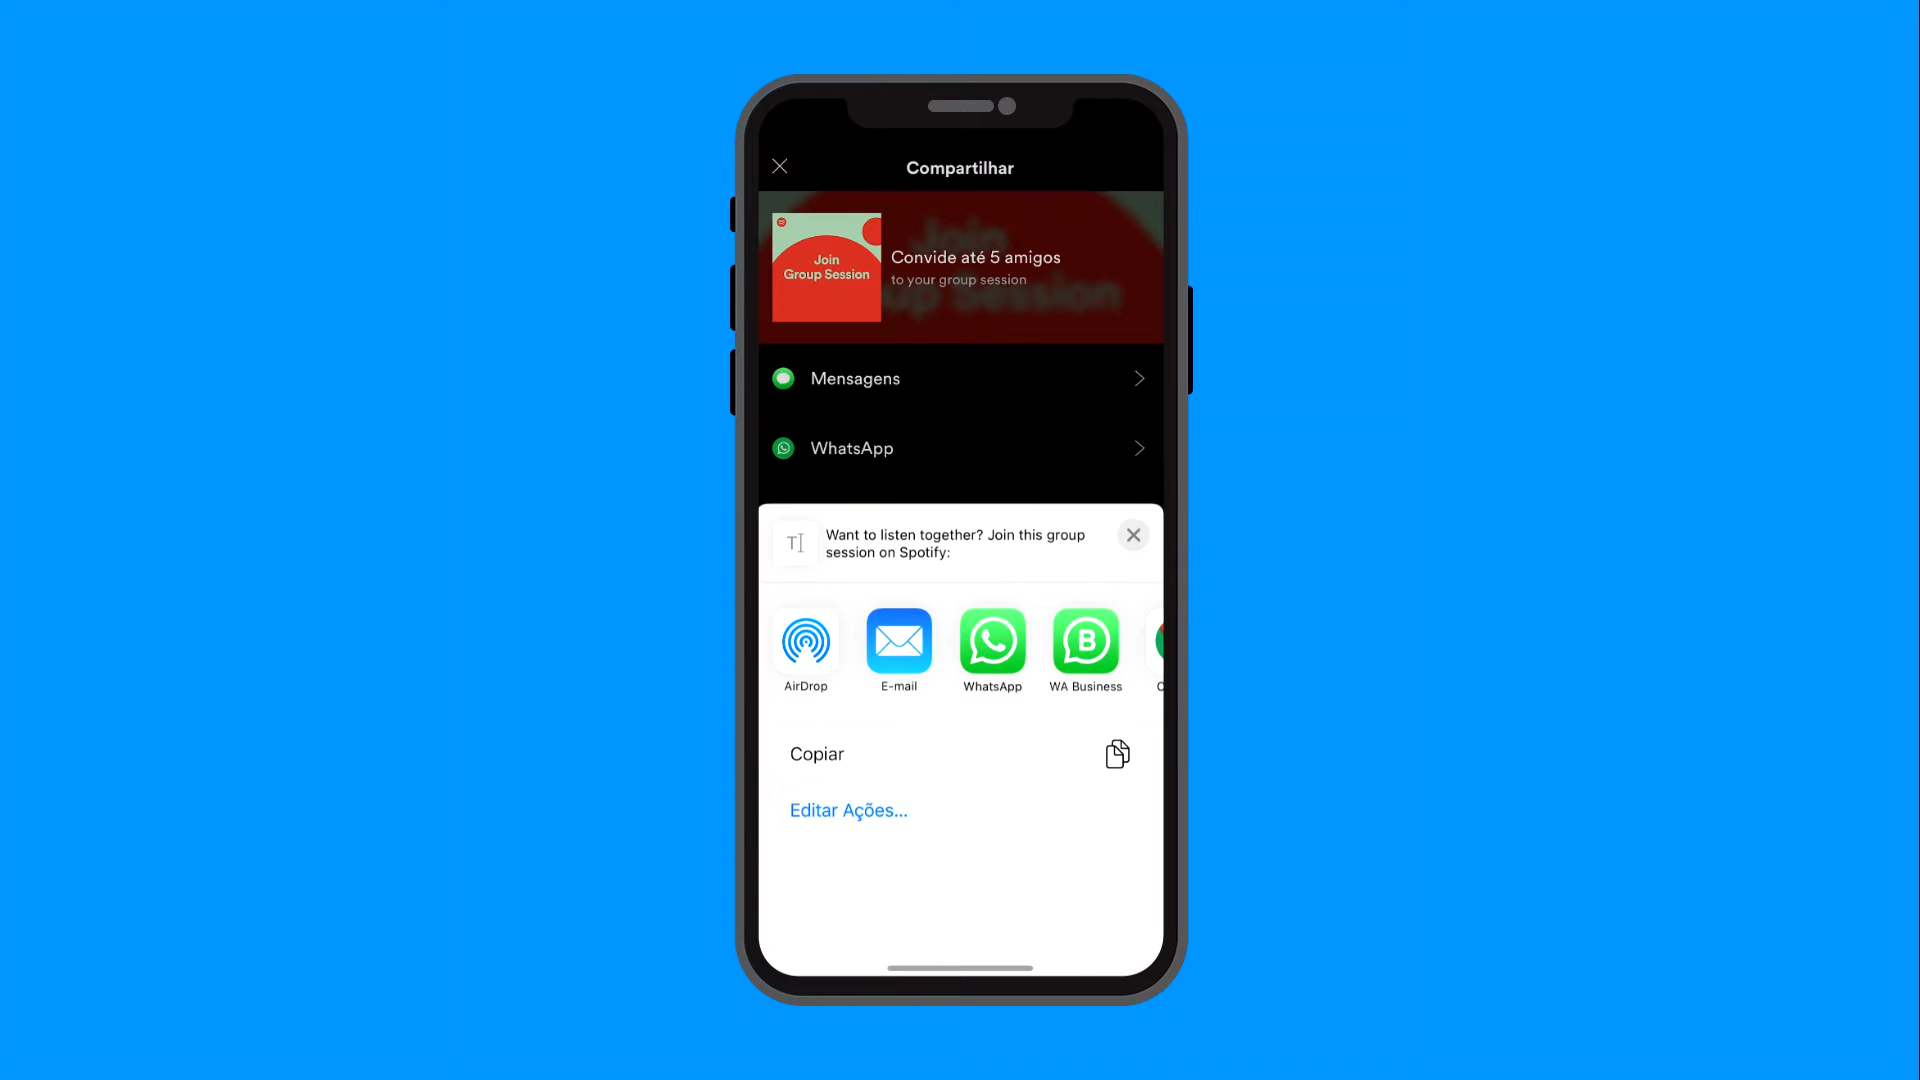 Compartilhar
Join
Group Session
Convide até 5 amigos
to your group session
Mensagens
WhatsApp
Want to listen together? Join this group
session on Spotify:
AirDrop
E-mail
WhatsApp
WA Business
Copiar
Editar Ações...